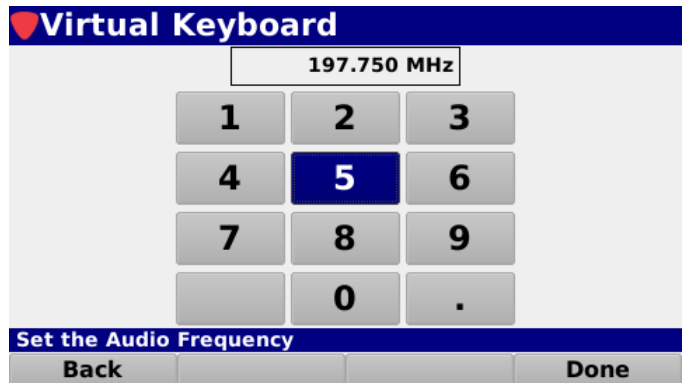 Virtual Keyboard
197.750 MHz
1 2 3
4 5 6
7 8 9
0 .
Set the Audio Frequency
Back Done